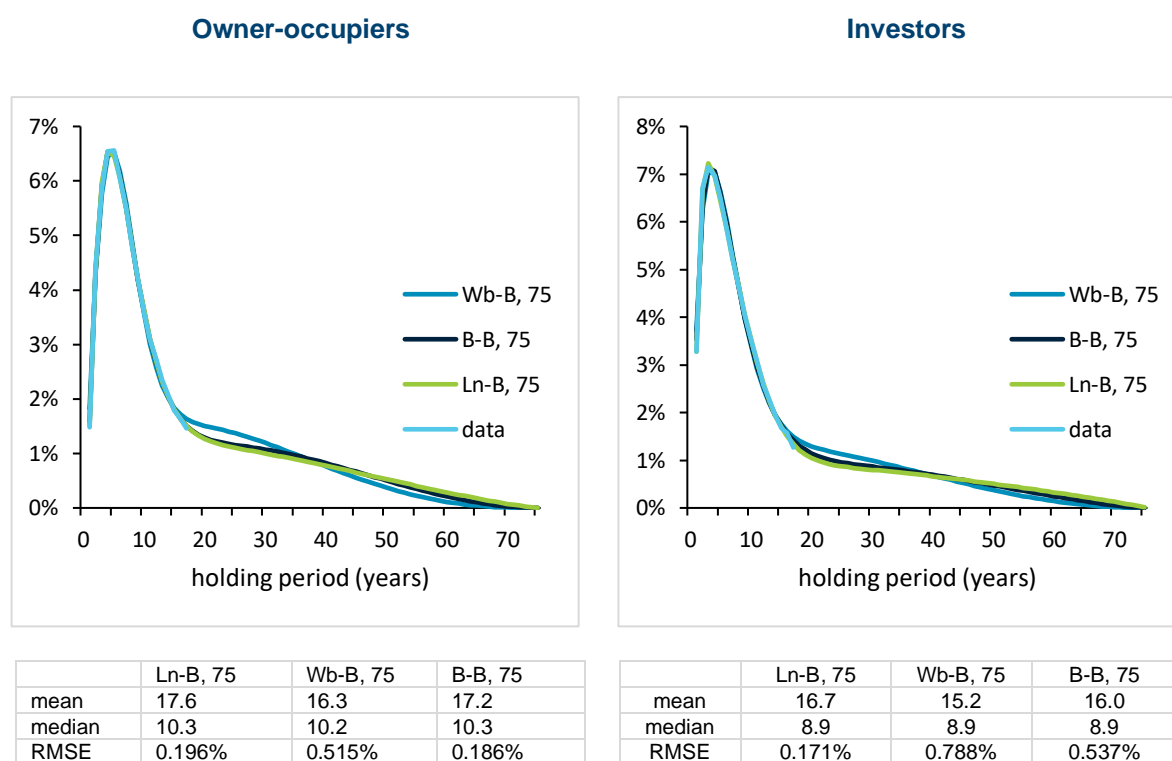 Owner-occupiers
7%
6%
5%
4%
3%
2%
1%
0%
0 10 20 30 40 50 60 70
holding period (years)
Wb-B, 75
B-B, 75
Ln-B, 75
data
Investors
8%
7%
6%
5%
4%
3%
2%
1%
0%
0 10 20 30 40 50 60 70
holding period (years)
Wb-B, 75
B-B, 75
Ln-B, 75
data
Ln-B, 75 Wb-B, 75 B-B, 75
mean 17.6 16.3 17.2
median 10.3 10.2 10.3
RMSE 0.196% 0.515% 0.186%
Ln-B, 75 Wb-B, 75 B-B, 75
mean 16.7 15.2 16.0
median 8.9 8.9 8.9
RMSE 0.171% 0.788% 0.537%